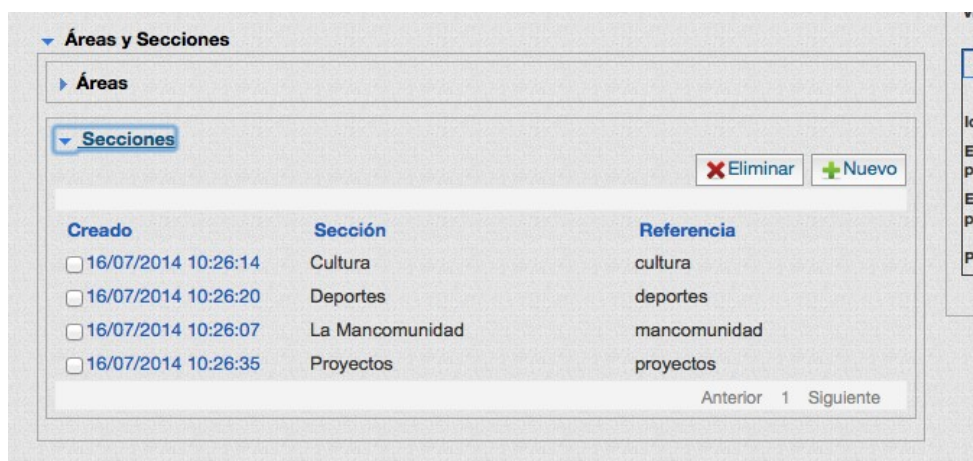 Áreas y Secciones
Áreas
Secciones
Eliminar Nuevo
Creado Sección Referencia
16/07/2014 10:26:14 Cultura cultura
16/07/2014 10:26:20 Deportes deportes
16/07/2014 10:26:07 La Mancomunidad mancomunidad
16/07/2014 10:26:35 Proyectos proyectos
Anterior 1 Siguiente